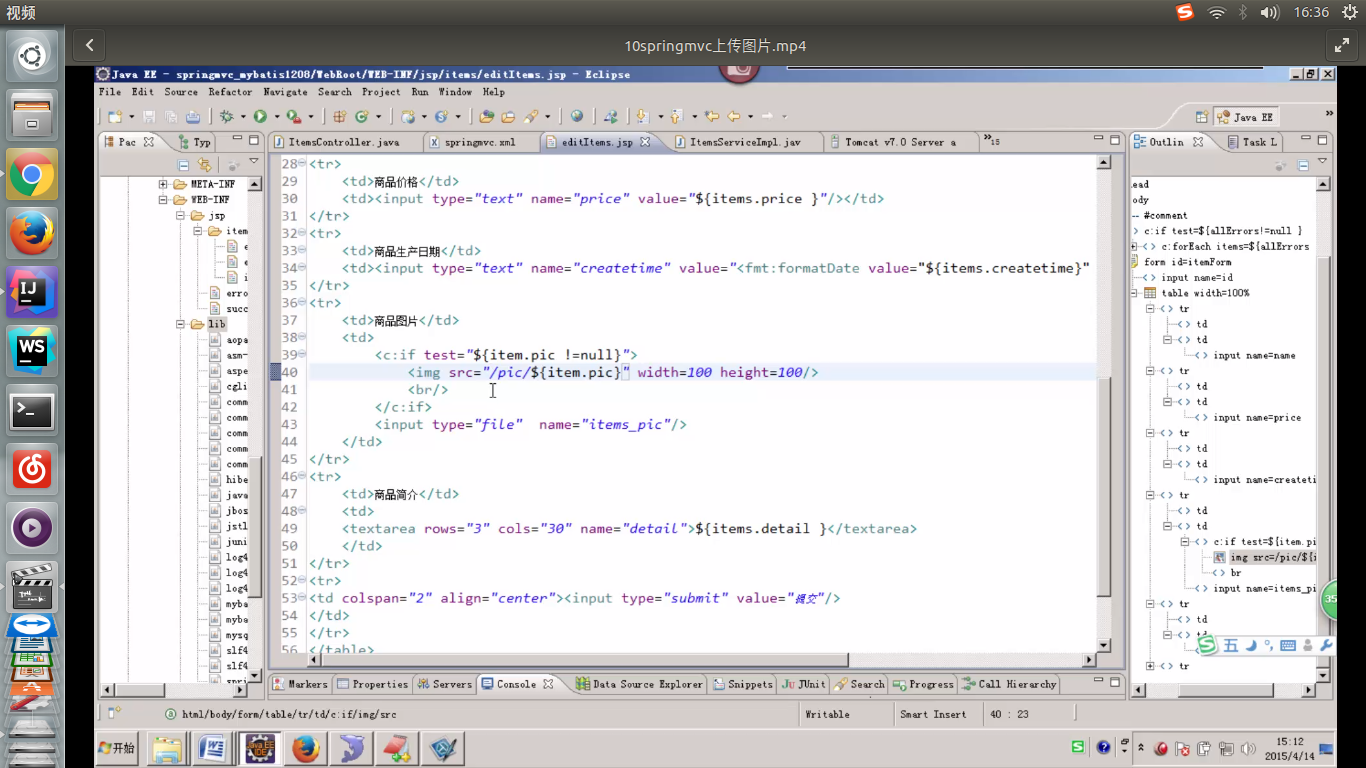 视频
16:36
10springmvc上传图片.mp4
Java EE - springmvc_mybatis1208/WebRoot/WEB-INF/jsp/items/editItems.jsp - Eclipse
File Edit Source Refactor Navigate Search Project Run Window Help
Java EE
Pac Typ
ItemsController.java springmvc.xml editItems.jsp ItemsServiceImpl.jav Tomcat v7.0 Server a »15
Outlin Task L
META-INF
WEB-INF
jsp
item
e
e
i
erro
succ
lib
aopa
asm-
aspe
cgli
comm
comm
comm
comm
comm
hibe
java
jbos
jstl
juni
log4
log4
log4
myba
myba
mysq
slf4
slf4
spri
28 <tr>
29 <td>商品价格</td>
30 <td><input type="text" name="price" value="${items.price }"/></td>
31 </tr>
32 <tr>
33 <td>商品生产日期</td>
34 <td><input type="text" name="createtime" value="<fmt:formatDate value="${items.createtime}"
35 </tr>
36 <tr>
37 <td>商品图片</td>
38 <td>
39 <c:if test="${item.pic !=null}">
40 <img src="/pic/${item.pic}" width=100 height=100/>
41 <br/>
42 </c:if>
43 <input type="file"  name="items_pic"/>
44 </td>
45 </tr>
46 <tr>
47 <td>商品简介</td>
48 <td>
49 <textarea rows="3" cols="30" name="detail">${items.detail }</textarea>
50 </td>
51 </tr>
52 <tr>
53 <td colspan="2" align="center"><input type="submit" value="提交"/>
54 </td>
55 </tr>
56 </table>
ead
ody
-- #comment
c:if test=${allErrors!=null }
c:forEach items=${allErrors
form id=itemForm
input name=id
table width=100%
tr
td
td
input name=name
tr
td
td
input name=price
tr
td
td
input name=createti
tr
td
td
c:if test=${item.pi
img src=/pic/${i
br
input name=items_pi
tr
td
td
tr
35
五
Markers Properties Servers Console Data Source Explorer Snippets JUnit Search Progress Call Hierarchy
html/body/form/table/tr/td/c:if/img/src
Writable Smart Insert 40 : 23
开始
15:12
2015/4/14